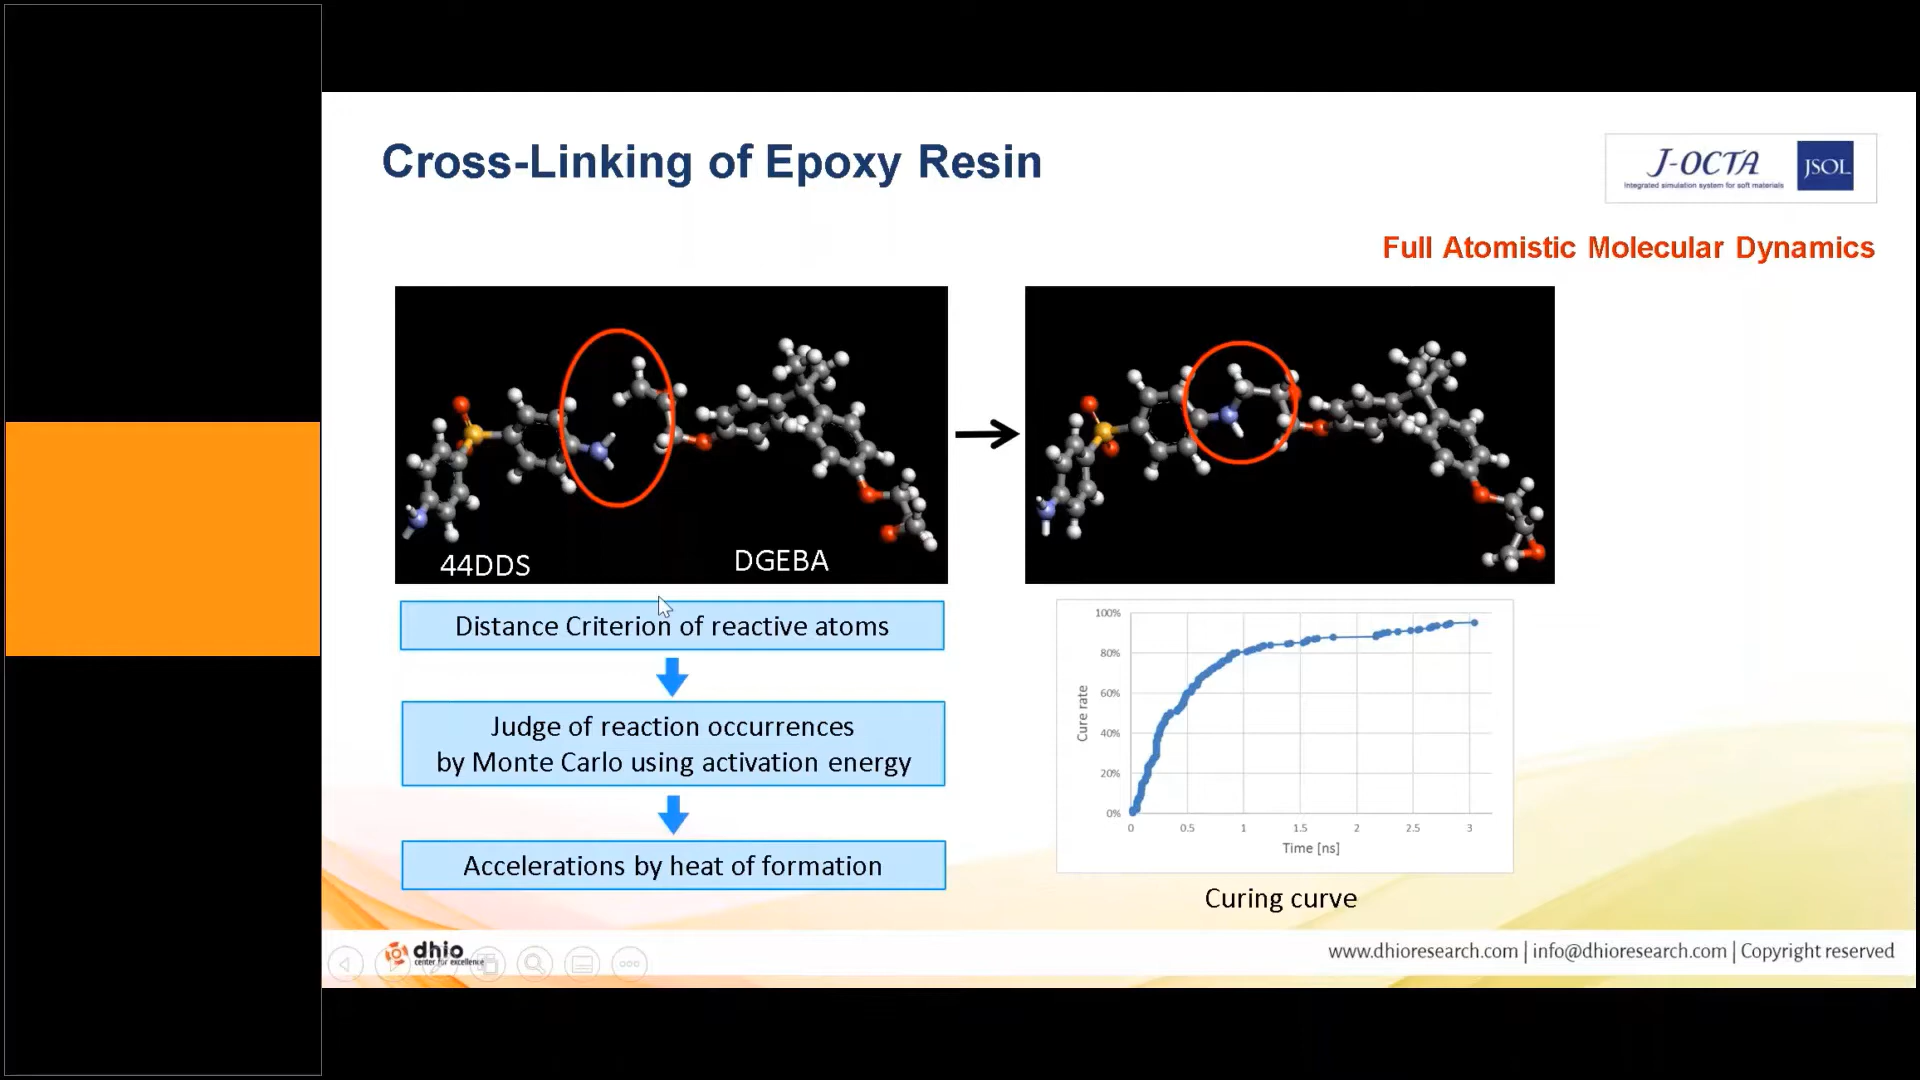 Cross-Linking of Epoxy Resin
J-OCTA
Integrated simulation system for soft materials
JSOL
Full Atomistic Molecular Dynamics
44DDS
DGEBA
Distance Criterion of reactive atoms
Judge of reaction occurrences
by Monte Carlo using activation energy
Accelerations by heat of formation
100%
80%
60%
40%
20%
0%
Cure rate
0 0.5 1 1.5 2 2.5 3
Time [ns]
Curing curve
dhio
center for excellence
www.dhioresearch.com | info@dhioresearch.com | Copyright reserved